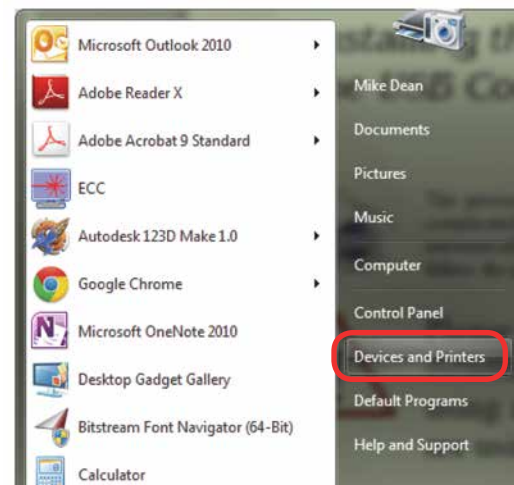 Microsoft Outlook 2010
Adobe Reader X
Adobe Acrobat 9 Standard
ECC
Autodesk 123D Make 1.0
Google Chrome
Microsoft OneNote 2010
Desktop Gadget Gallery
Bitstream Font Navigator (64-Bit)
Calculator
Mike Dean
Documents
Pictures
Music
Computer
Control Panel
Devices and Printers
Default Programs
Help and Support